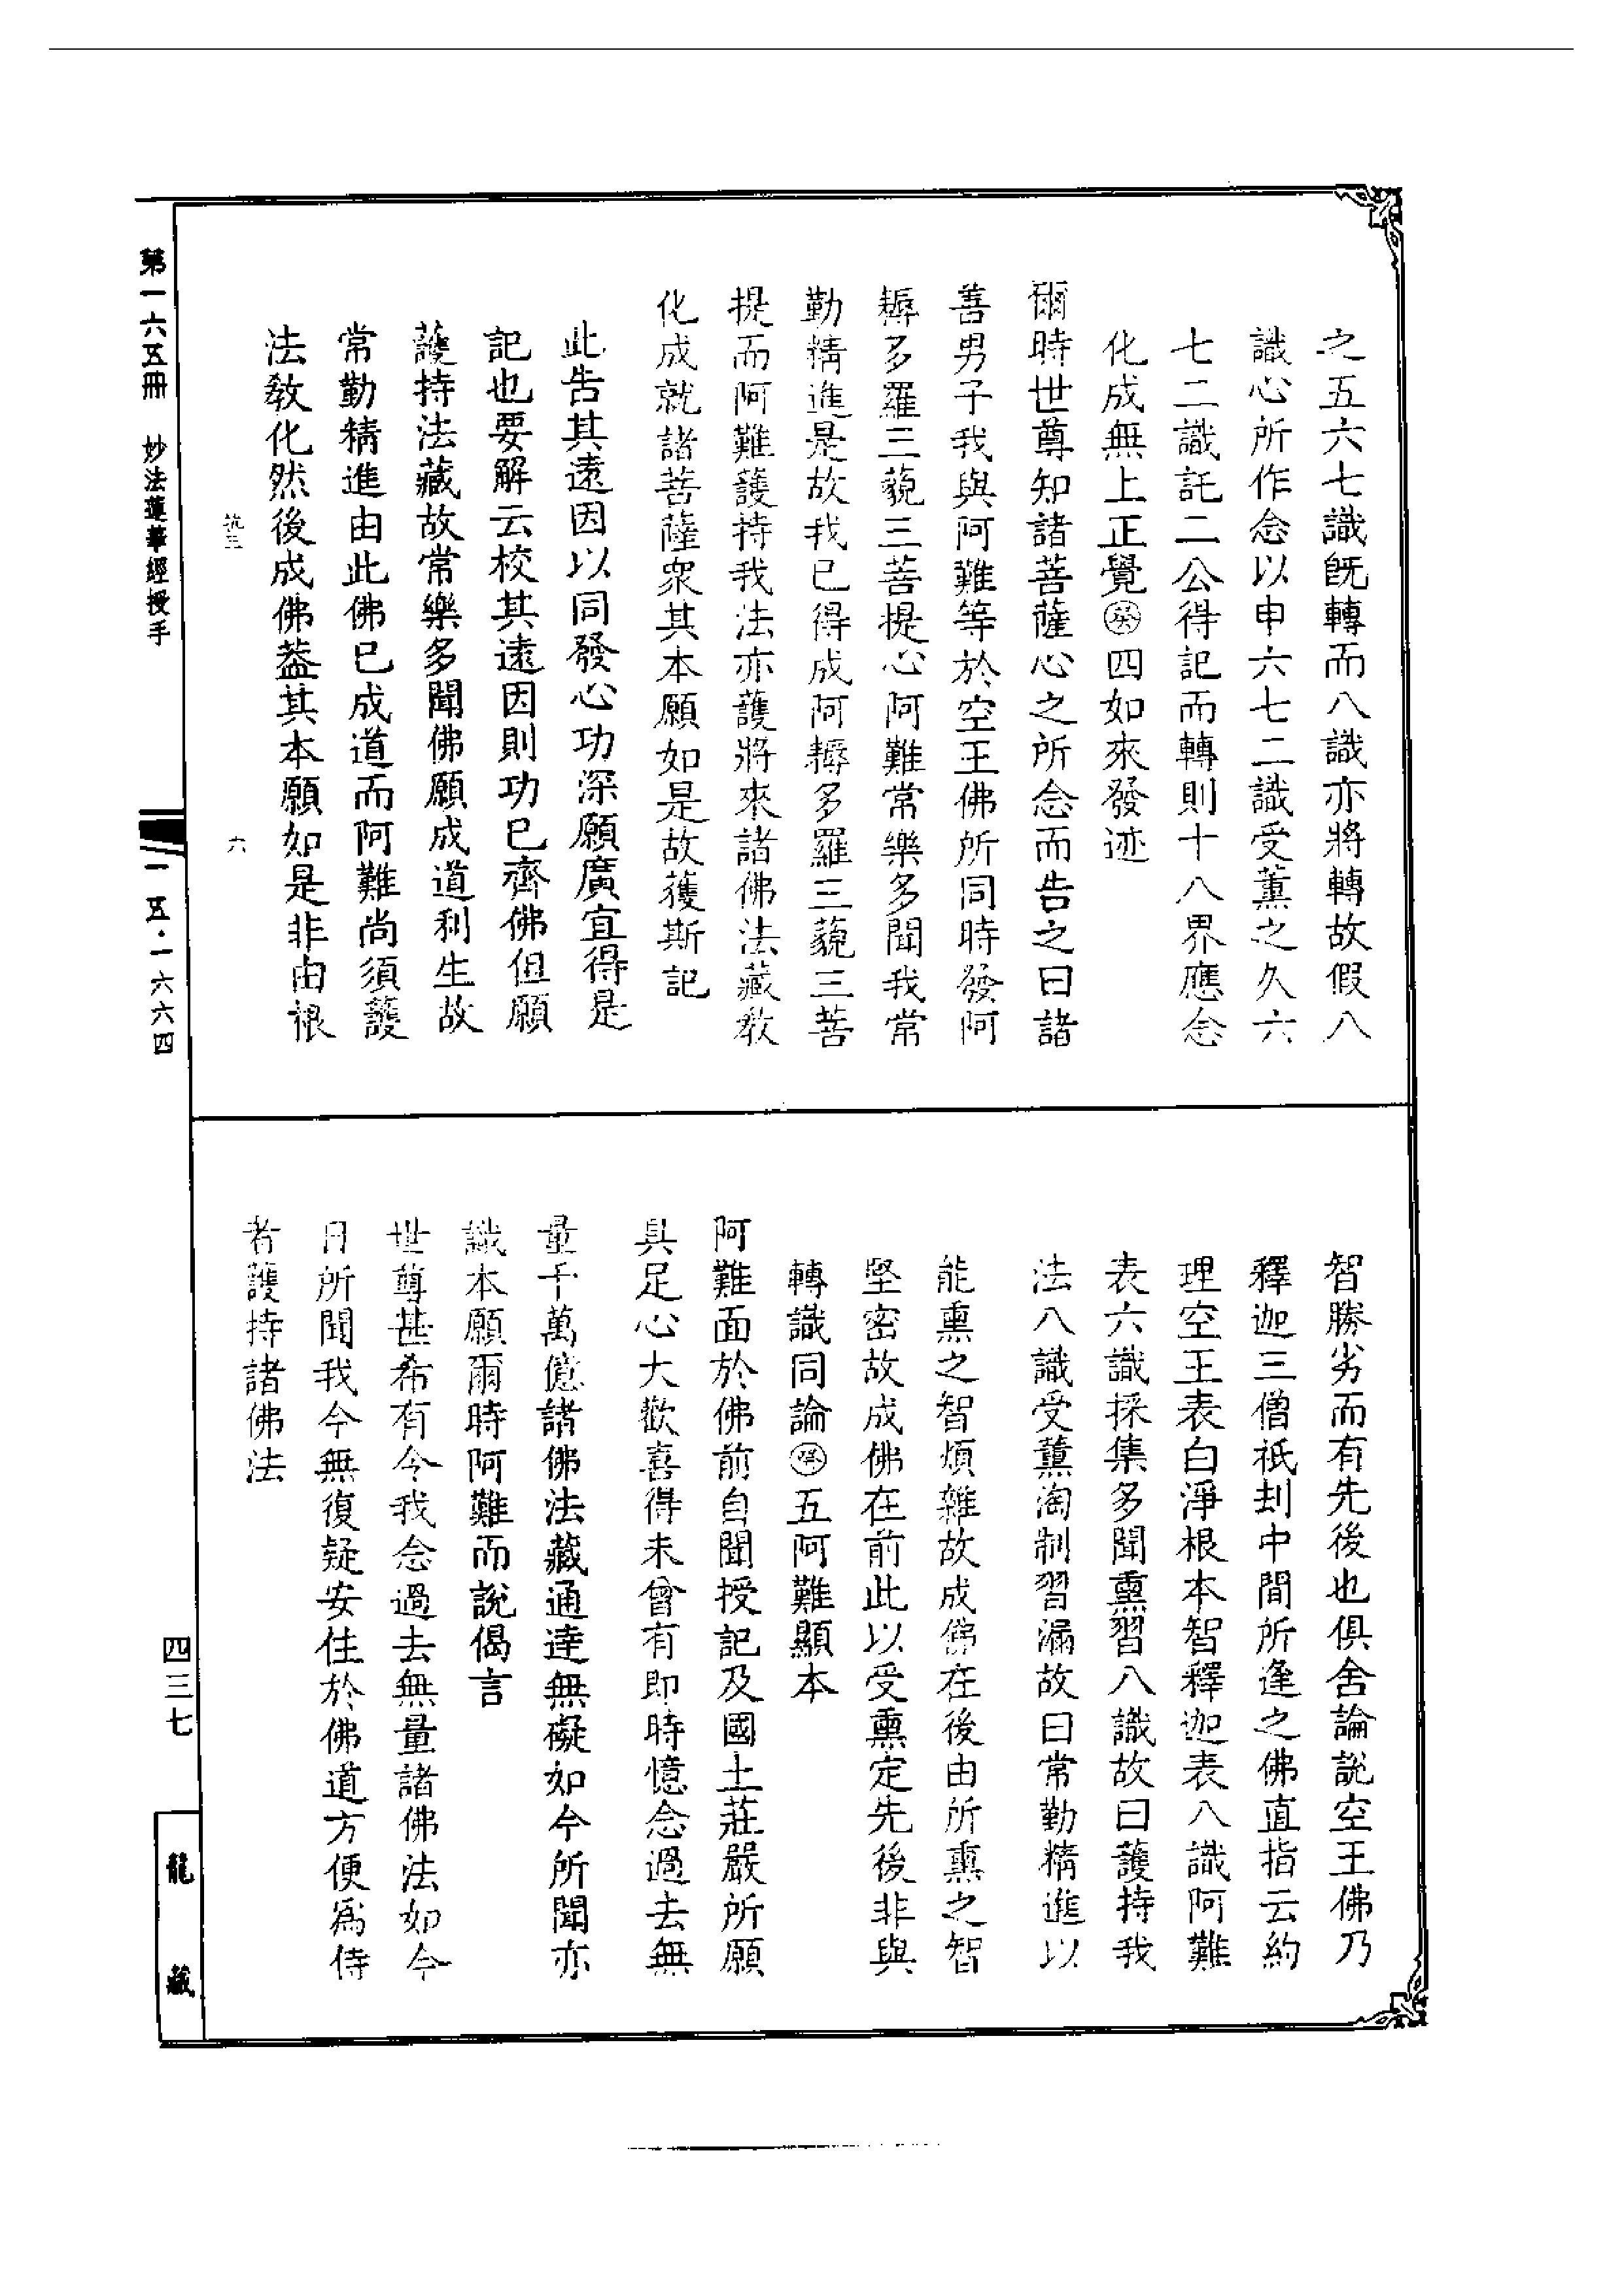 之五六七識旣轉而八識亦將轉故假八
識心所作念以申六七二識受薰之久六
七二識託二公得記而轉則十八界應念
化成無上正覺㊕四如來發迹
爾時世尊知諸菩薩心之所念而告之曰諸
善男子我與阿難等於空王佛所同時發阿
耨多羅三藐三菩提心阿難常樂多聞我常
勤精進是故我已得成阿耨多羅三藐三菩
提而阿難護持我法亦護將來諸佛法藏教
化成就諸菩薩衆其本願如是故獲斯記
此告其遠因以同發心功深願廣宜得是
記也要解云校其遠因則功已齊佛但願
護持法藏故常樂多聞佛願成道利生故
常勤精進由此佛已成道而阿難尚須護
法教化然後成佛葢其本願如是非由根
六
智勝劣而有先後也俱舍論說空王佛乃
釋迦三僧祇刦中間所逢之佛直指云約
理空王表白淨根本智釋迦表八識阿難
表六識採集多聞熏習八識故曰護持我
法八識受薰淘制習漏故曰常勤精進以
能熏之智煩雜故成佛在後由所熏之智
堅密故成佛在前此以受熏定先後非與
轉識同論五阿難顯本
阿難面於佛前自聞授記及國土莊嚴所願
具足心大歡喜得未曾有即時憶念過去無
量千萬億諸佛法藏通達無礙如今所聞亦
識本願爾時阿難而說偈言
世尊甚希有令我念過去無量諸佛法如今
日所聞我今無復疑安住於佛道方便爲侍
者護持諸佛法
第一六五冊 妙法蓮華經授手
一五·一六六四
四三七
龍藏